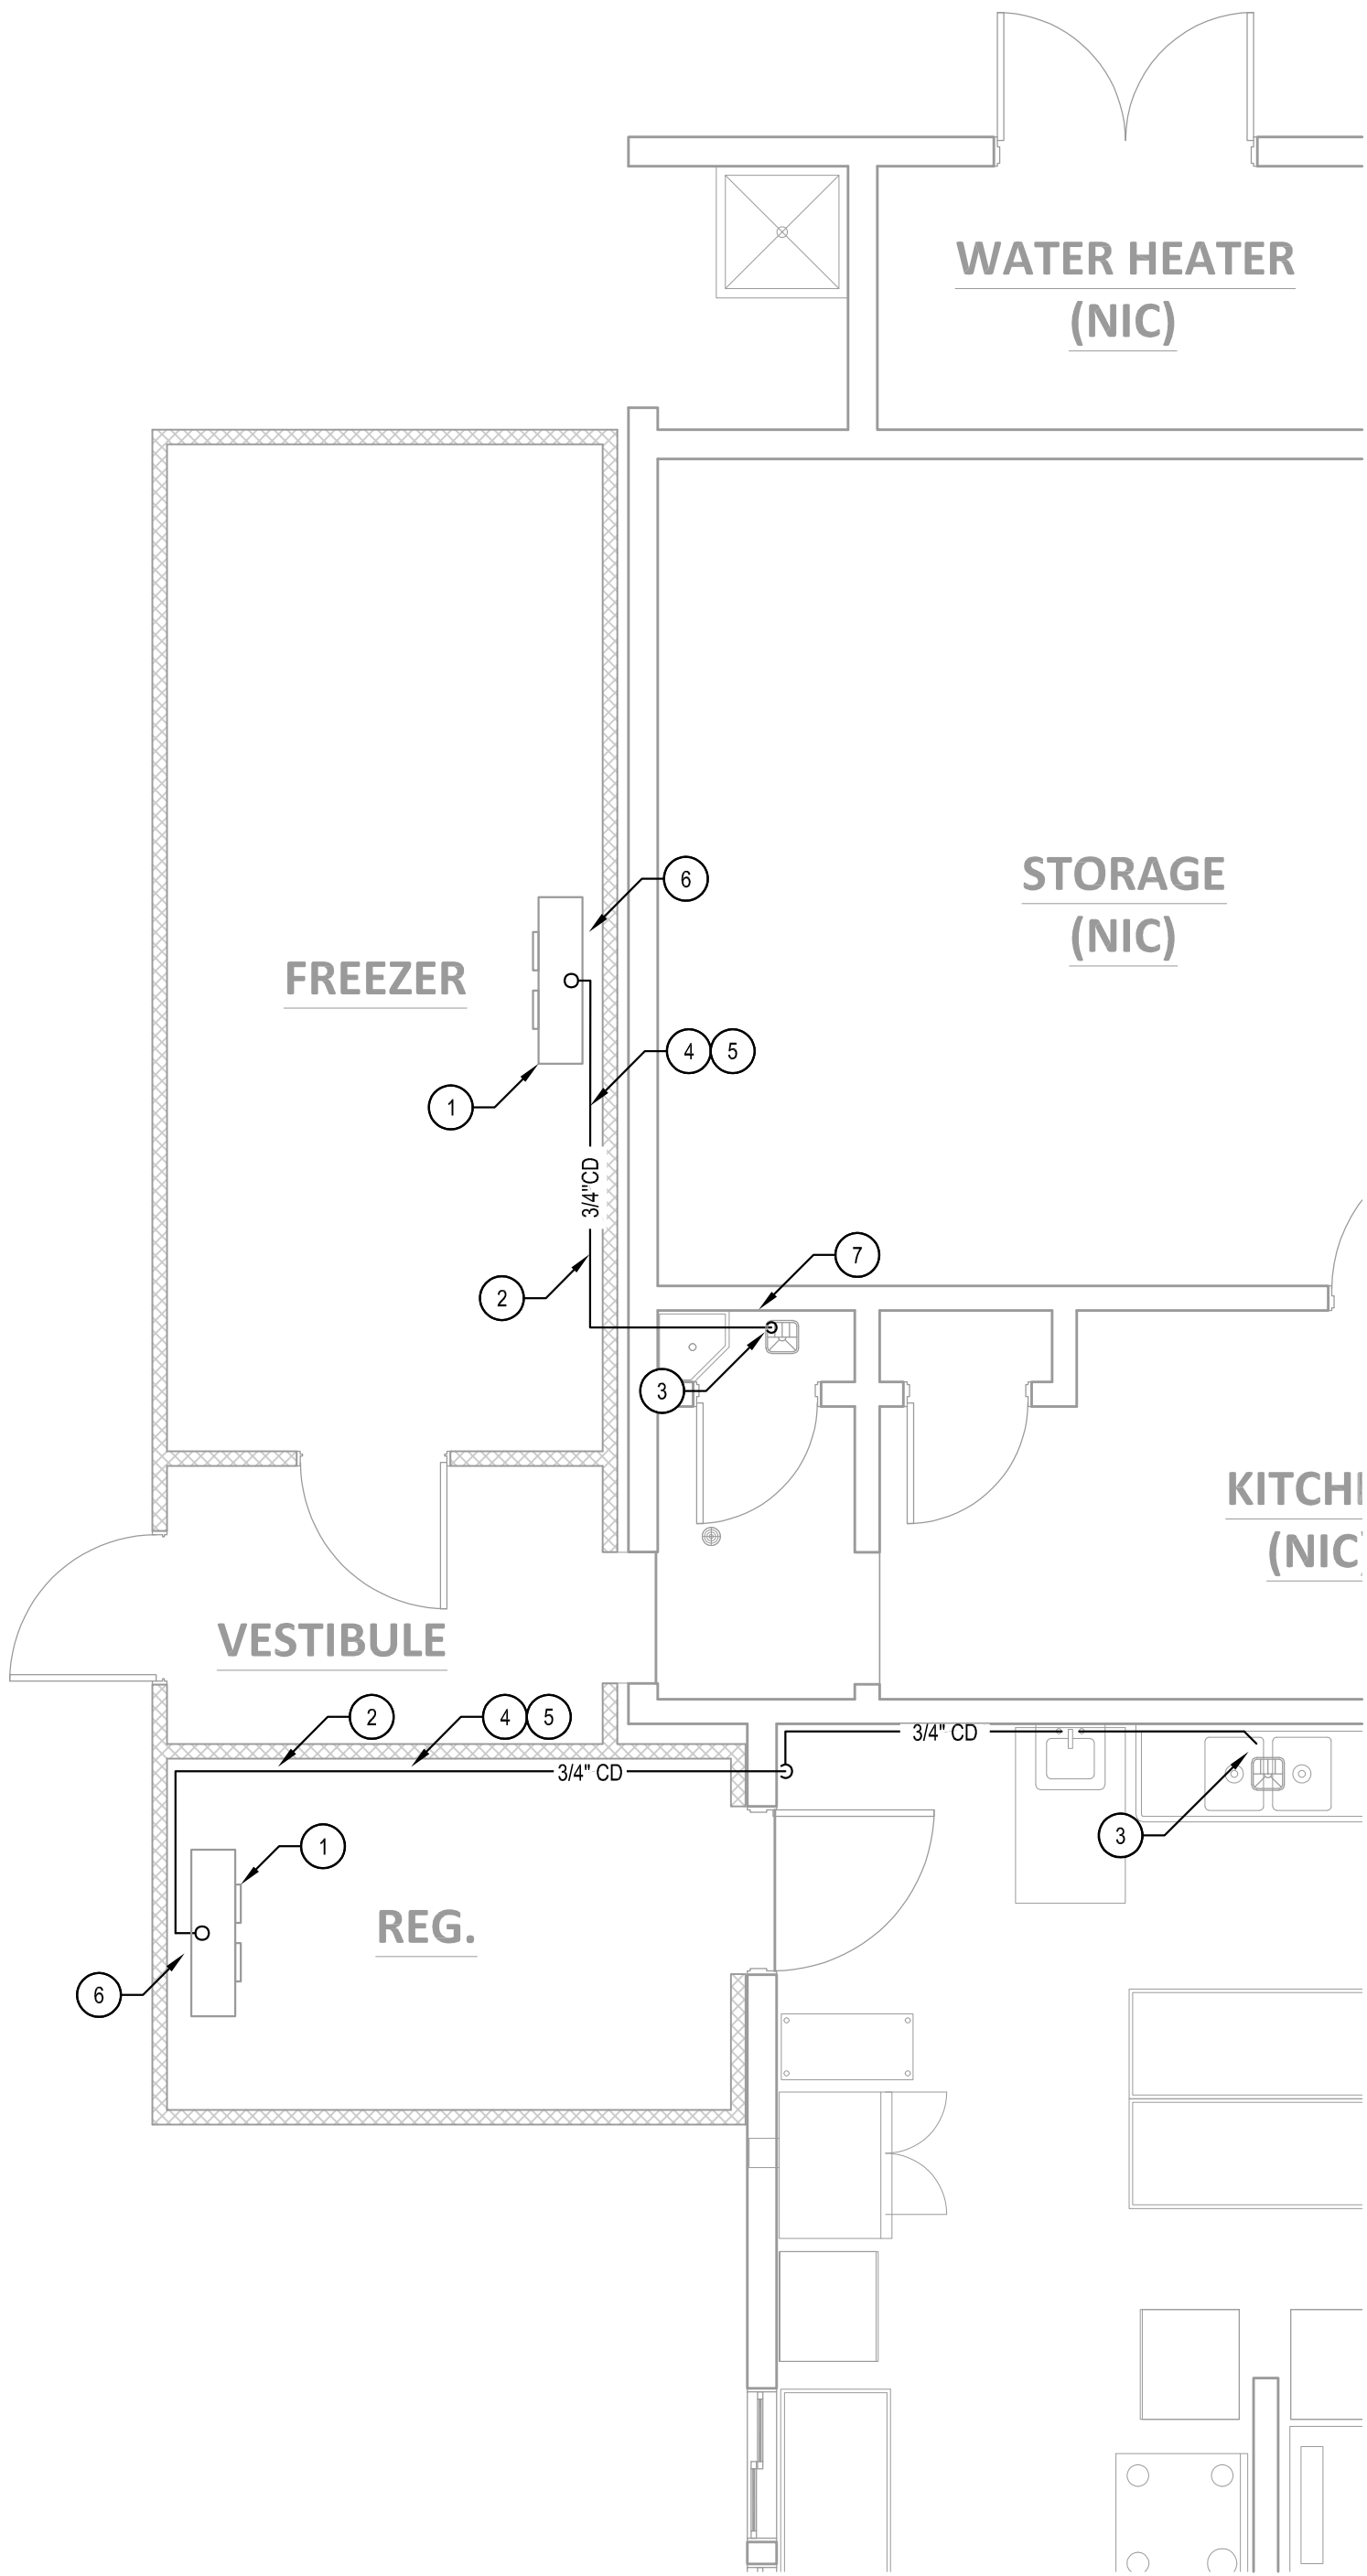 WATER HEATER
(NIC)
STORAGE
(NIC)
6
FREEZER
4 5
1
3/4"CD
7
2
3
KITCH
(NIC
VESTIBULE
2
4 5
3/4" CD
3/4" CD
1
3
REG.
6